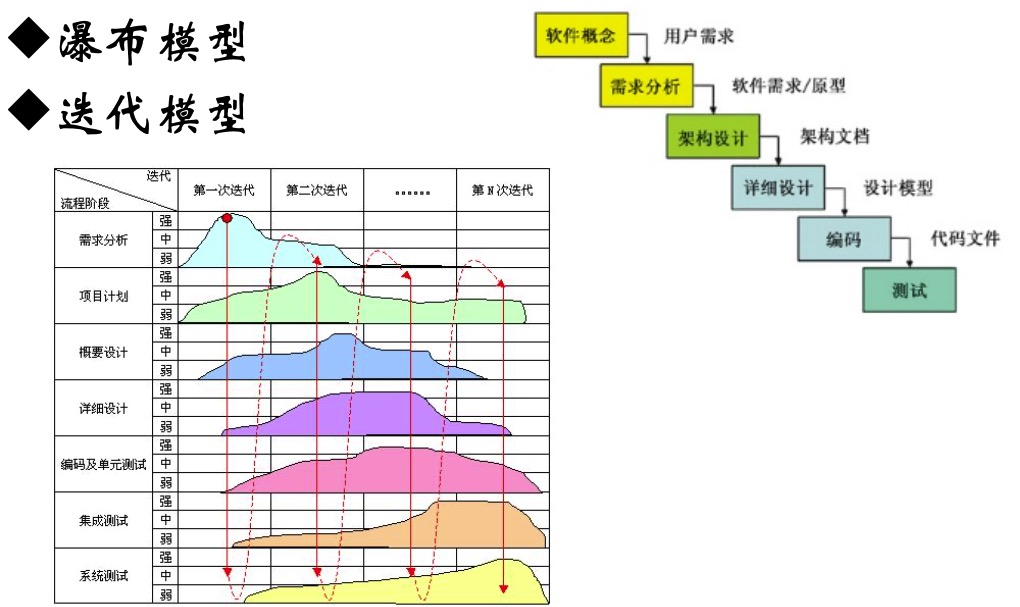 ◆瀑布模型
◆迭代模型
软件概念
用户需求
需求分析
软件需求/原型
架构设计
架构文档
详细设计
设计模型
编码
代码文件
测试
迭代
流程阶段
第一次迭代
第二次迭代
……
第N次迭代
需求分析
强
中
弱
项目计划
强
中
弱
概要设计
强
中
弱
详细设计
强
中
弱
编码及单元测试
强
中
弱
集成测试
强
中
弱
系统测试
强
中
弱